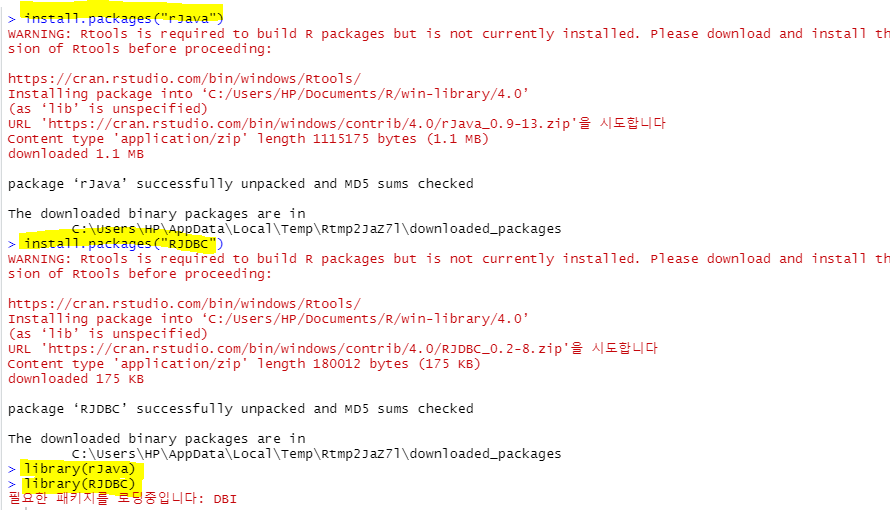 > install.packages("rJava")
WARNING: Rtools is required to build R packages but is not currently installed. Please download and install th
sion of Rtools before proceeding:
https://cran.rstudio.com/bin/windows/Rtools/
Installing package into ‘C:/Users/HP/Documents/R/win-library/4.0’
(as ‘lib’ is unspecified)
URL 'https://cran.rstudio.com/bin/windows/contrib/4.0/rJava_0.9-13.zip'을 시도합니다
Content type 'application/zip' length 1115175 bytes (1.1 MB)
downloaded 1.1 MB
package ‘rJava’ successfully unpacked and MD5 sums checked
The downloaded binary packages are in
C:\Users\HP\AppData\Local\Temp\Rtmp2JaZ7l\downloaded_packages
> install.packages("RJDBC")
WARNING: Rtools is required to build R packages but is not currently installed. Please download and install th
sion of Rtools before proceeding:
https://cran.rstudio.com/bin/windows/Rtools/
Installing package into ‘C:/Users/HP/Documents/R/win-library/4.0’
(as ‘lib’ is unspecified)
URL 'https://cran.rstudio.com/bin/windows/contrib/4.0/RJDBC_0.2-8.zip'을 시도합니다
Content type 'application/zip' length 180012 bytes (175 KB)
downloaded 175 KB
package ‘RJDBC’ successfully unpacked and MD5 sums checked
The downloaded binary packages are in
C:\Users\HP\AppData\Local\Temp\Rtmp2JaZ7l\downloaded_packages
> library(rJava)
> library(RJDBC)
필요한 패키지를 로딩중입니다: DBI